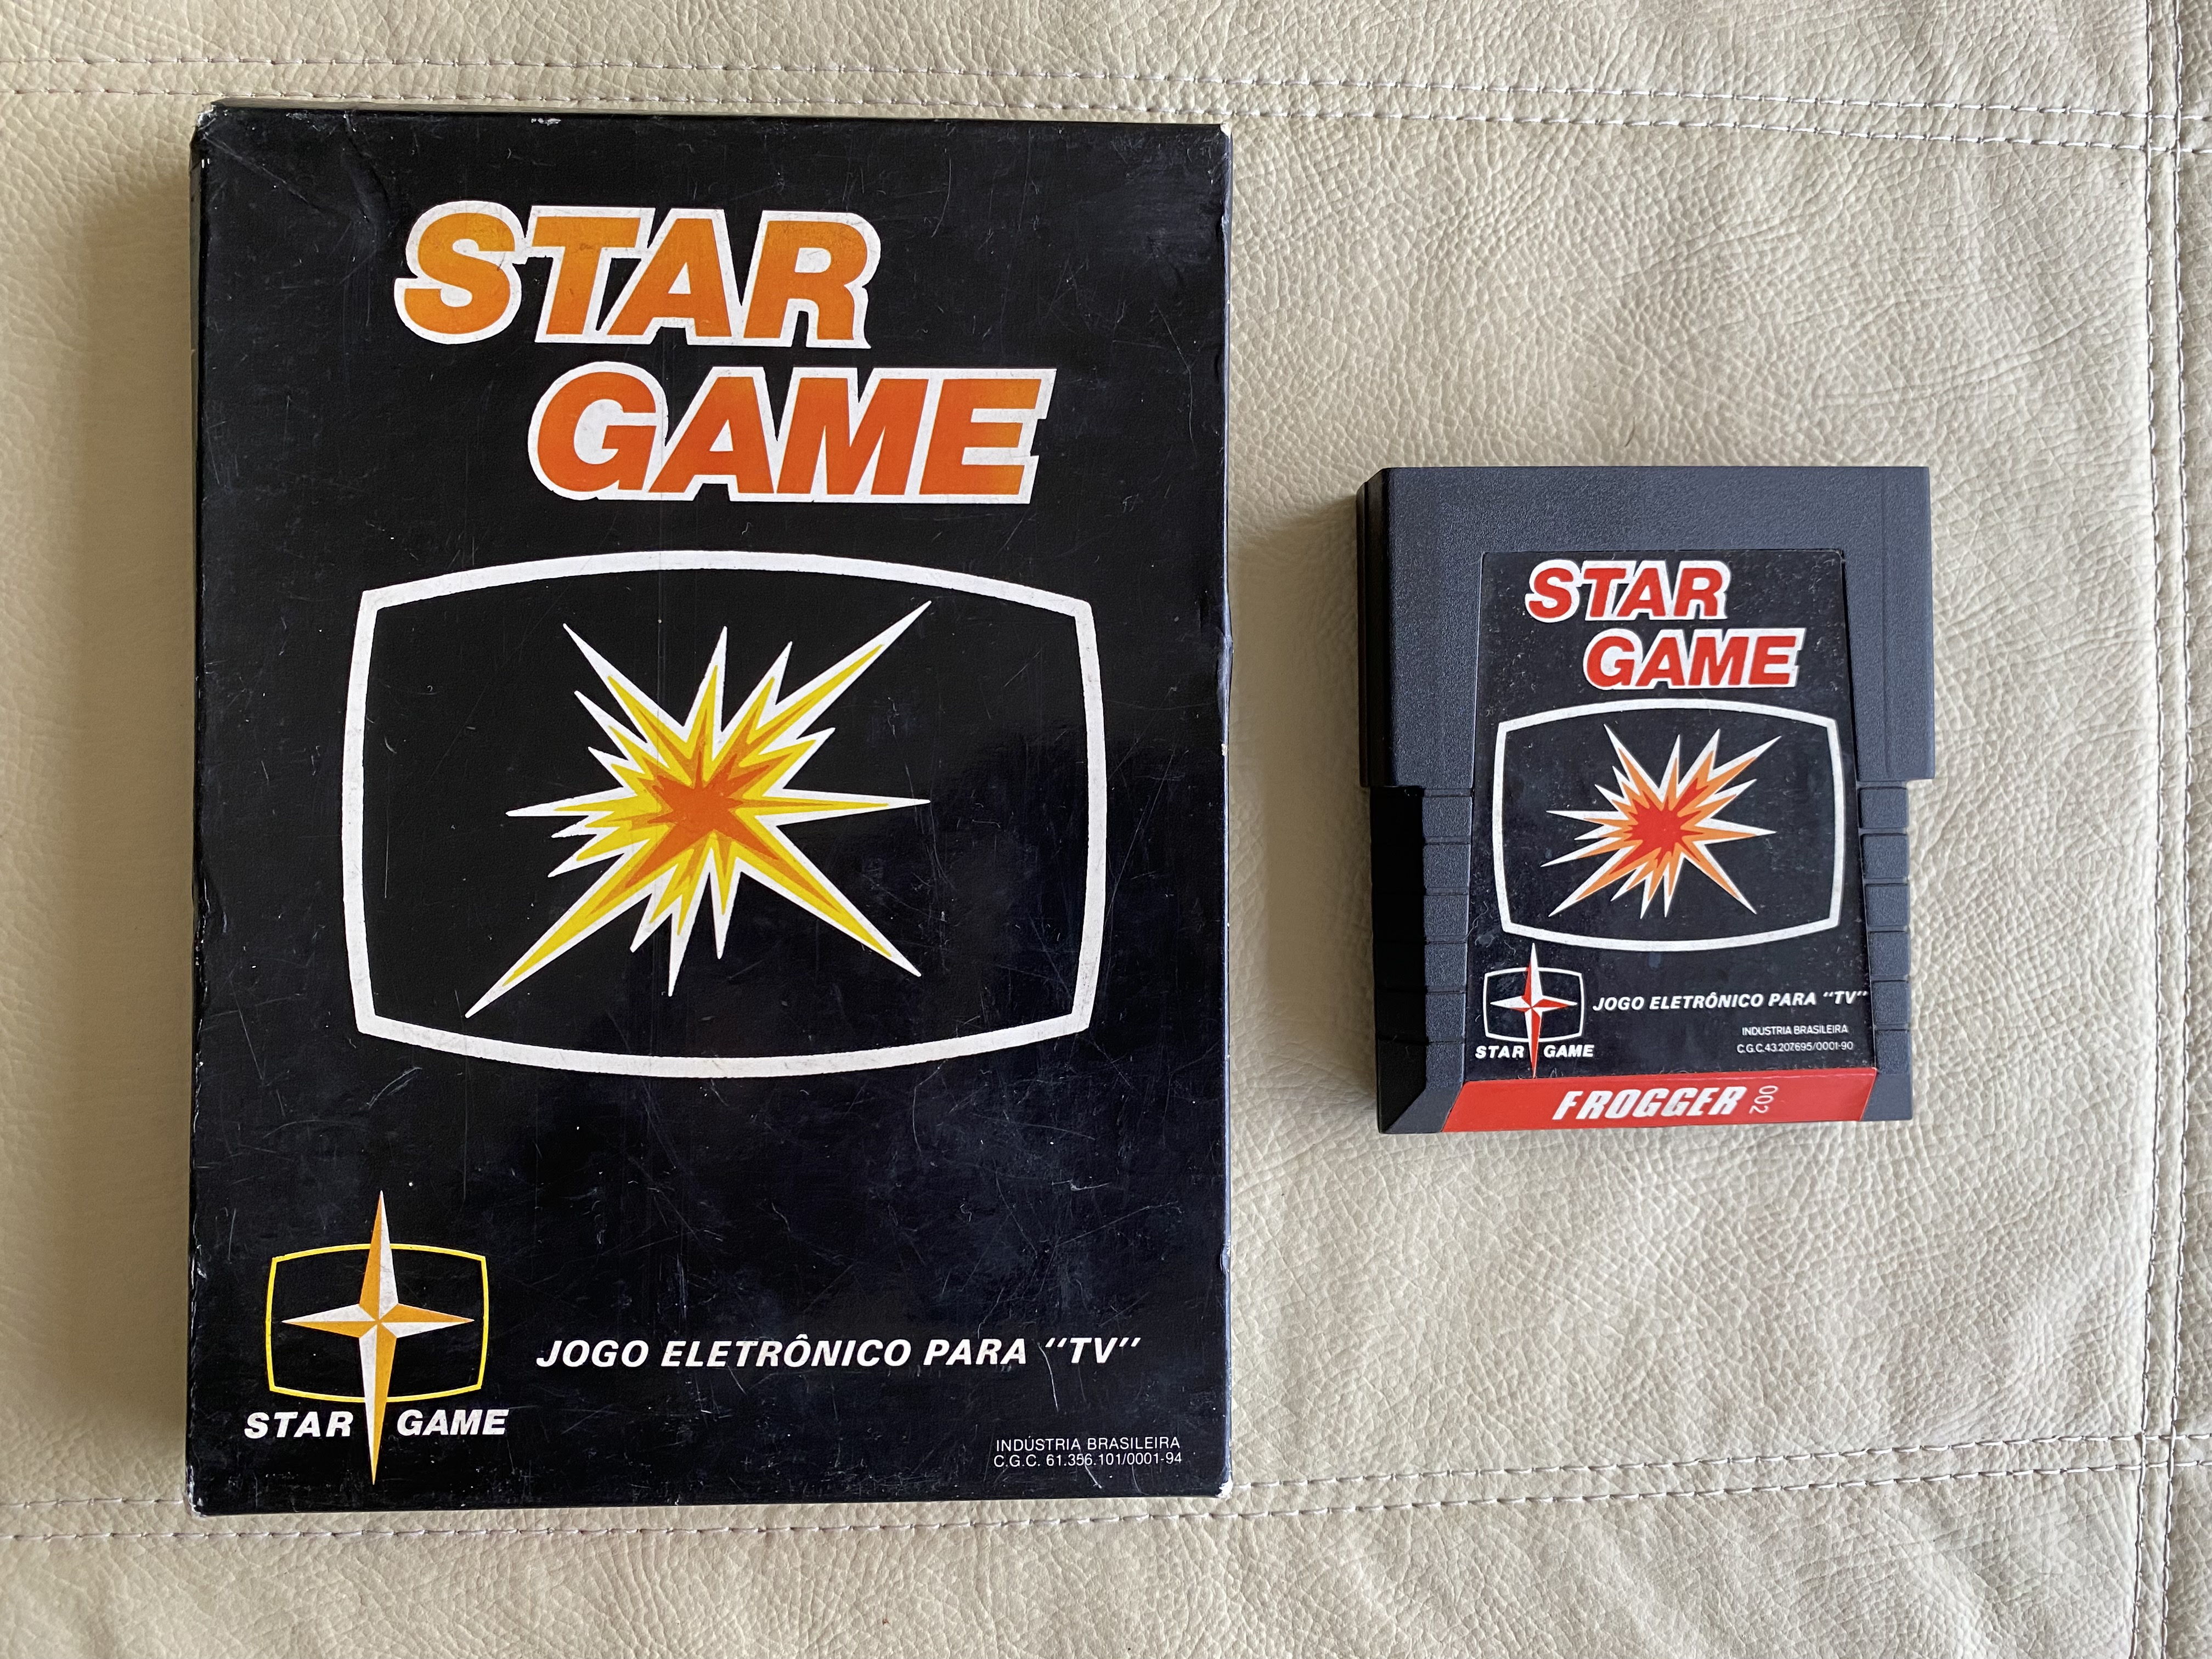 STAR
GAME
STAR GAME
JOGO ELETRÔNICO PARA "TV"
INDÚSTRIA BRASILEIRA
C.G.C. 61.356.101/0001-94
STAR
GAME
JOGO ELETRÔNICO PARA "TV"
INDUSTRIA BRASILEIRA
C.G.C.43.207695/0001-90
STAR GAME
FROGGER 002